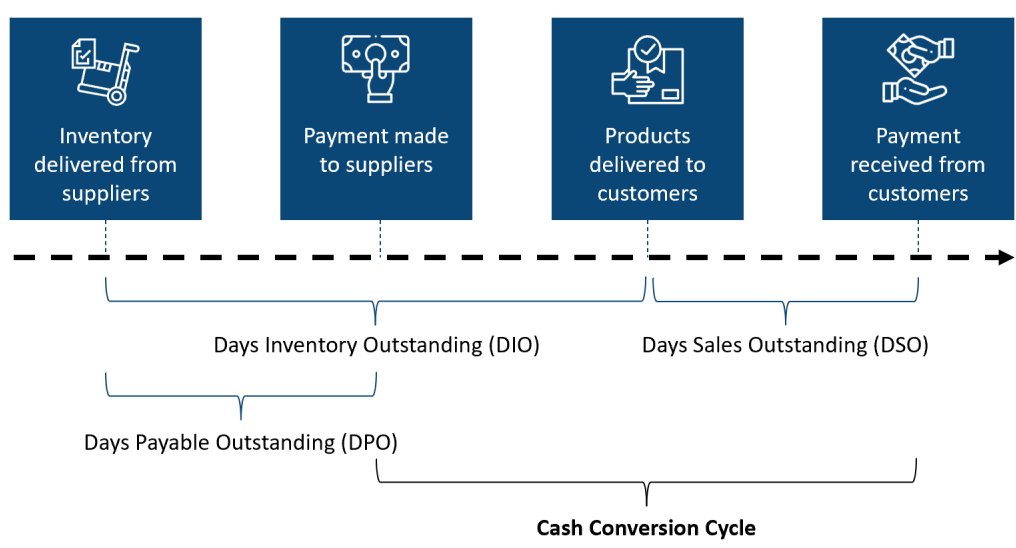 Inventory
delivered from
suppliers
Payment made
to suppliers
Products
delivered to
customers
Payment
received from
customers
Days Inventory Outstanding (DIO)
Days Sales Outstanding (DSO)
Days Payable Outstanding (DPO)
Cash Conversion Cycle